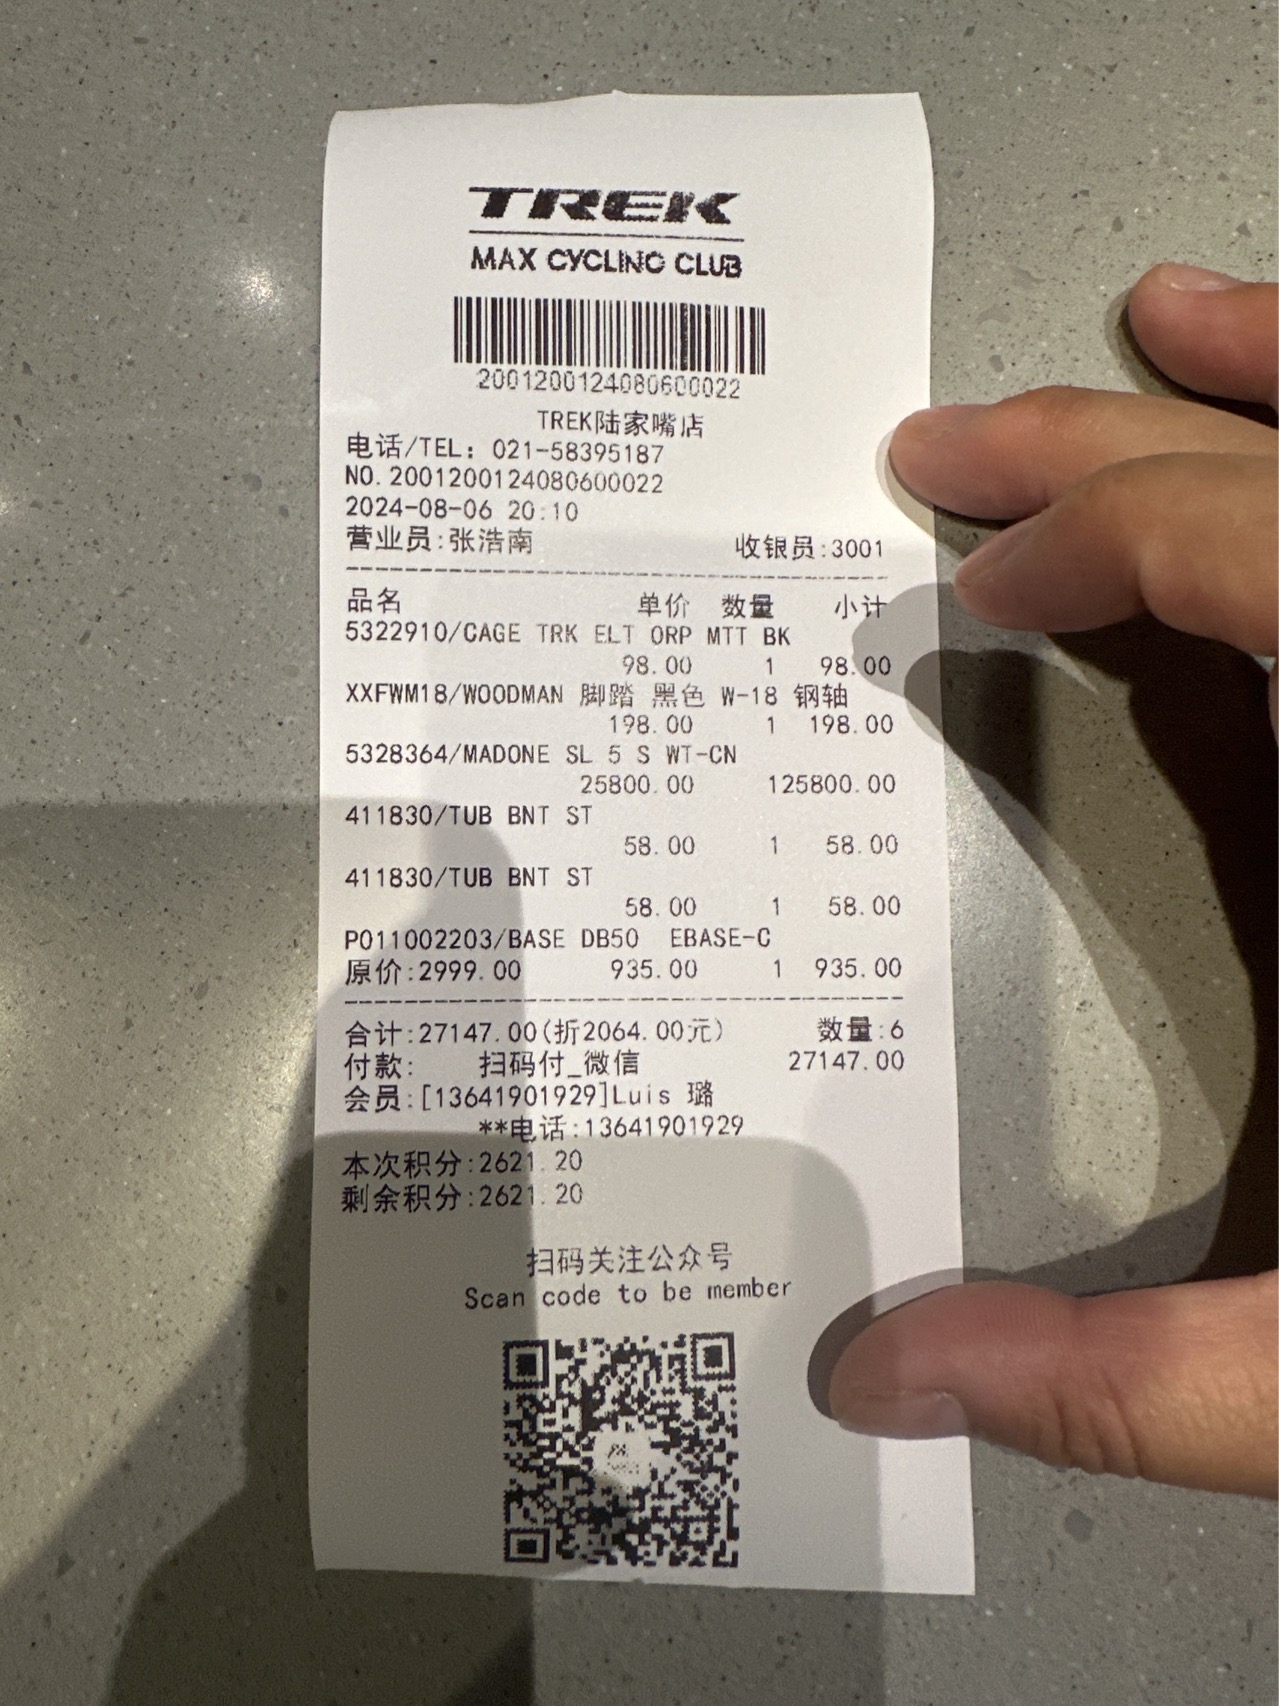 TREK
MAX CYCLING CLUB
2001200124080600022
TREK陆家嘴店
电话/TEL: 021-58395187
NO.2001200124080600022
2024-08-06 20:10
营业员:张浩南 收银员:3001
品名 单价 数量 小计
5322910/CAGE TRK ELT ORP MTT BK
98.00 1 98.00
XXFWM18/WOODMAN 脚踏 黑色 W-18 钢轴
198.00 1 198.00
5328364/MADONE SL 5 S WT-CN
25800.00 125800.00
411830/TUB BNT ST
58.00 1 58.00
411830/TUB BNT ST
58.00 1 58.00
P011002203/BASE DB50 EBASE-C
原价:2999.00 935.00 1 935.00
合计:27147.00(折2064.00元) 数量:6
付款: 扫码付_微信 27147.00
会员:[13641901929]Luis 璐
**电话:13641901929
本次积分:2621.20
剩余积分:2621.20
扫码关注公众号
Scan code to be member